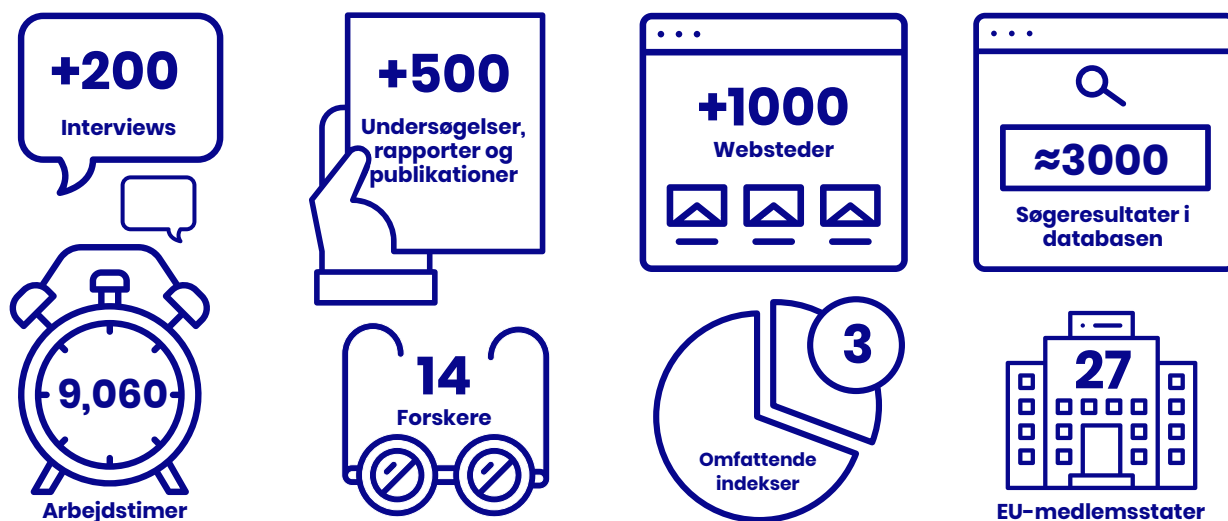 +200
Interviews
+500
Undersøgelser,
rapporter og
publikationer
+1000
Websteder
≈3000
Søgeresultater i
databasen
9,060
Arbejdstimer
14
Forskere
3
Omfattende
indekser
27
EU-medlemsstater